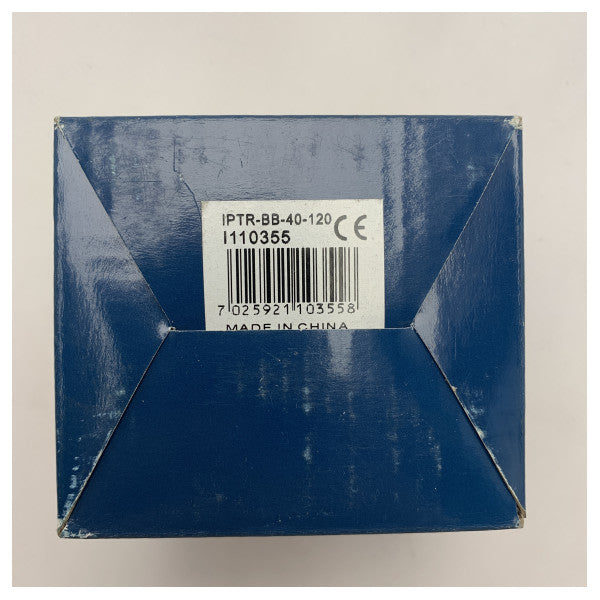 IPTR-BB-40-120
I110355
CE
7 025921 103558
MADE IN CHINA